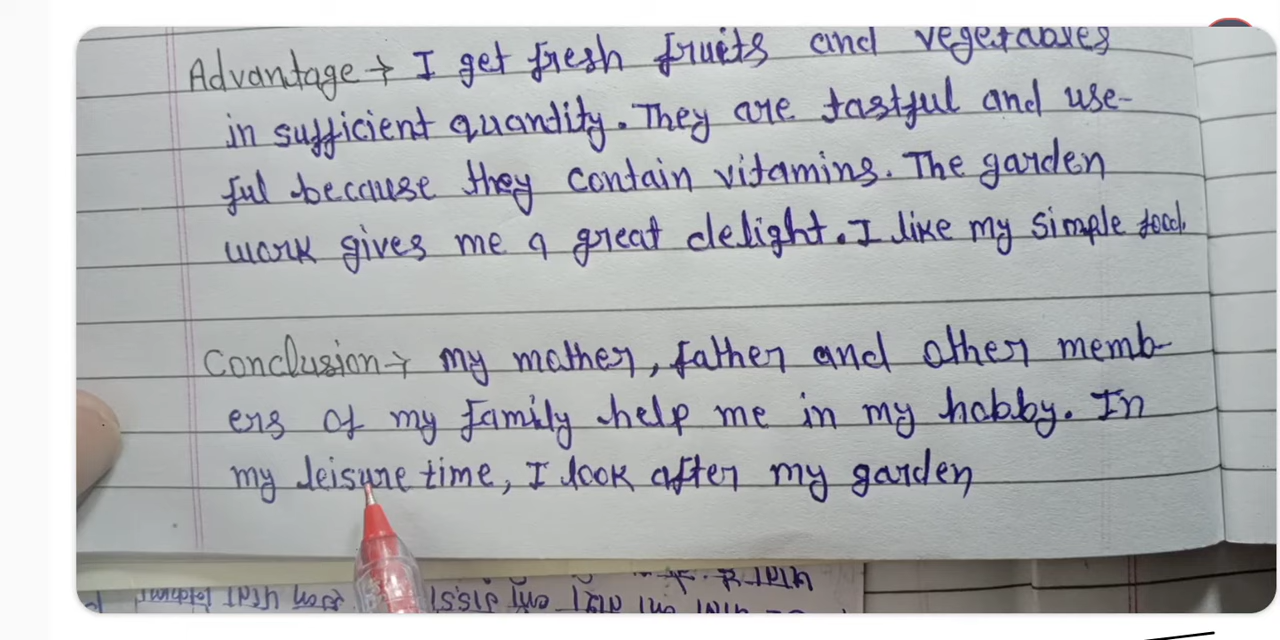 Advantage → I get fresh fruits and vegetables
in sufficient quantity. They are tastful and use-
ful because they contain vitamins. The garden
work gives me a great delight. I like my simple food.
Conclusion → my mother, father and other memb-
ers of my family help me in my hobby. In
my leisure time, I look after my garden